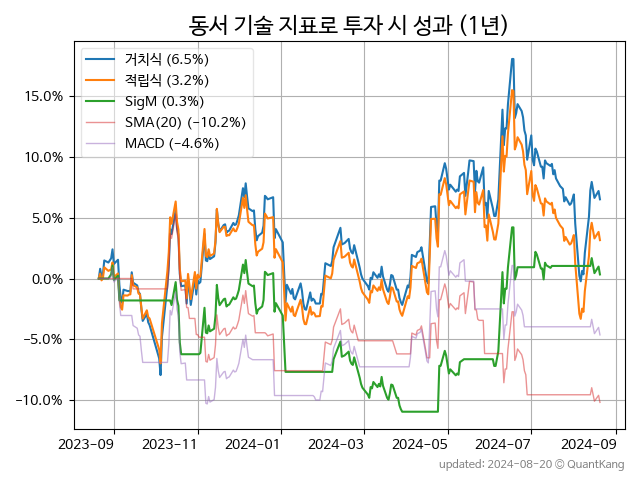 동서 기술 지표로 투자 시 성과 (1년)
거치식 (6.5%)
적립식 (3.2%)
SigM (0.3%)
SMA(20) (−10.2%)
MACD (−4.6%)
15.0%
10.0%
5.0%
0.0%
−5.0%
−10.0%
2023-09 2023-11 2024-01 2024-03 2024-05 2024-07 2024-09
updated: 2024-08-20 © QuantKang